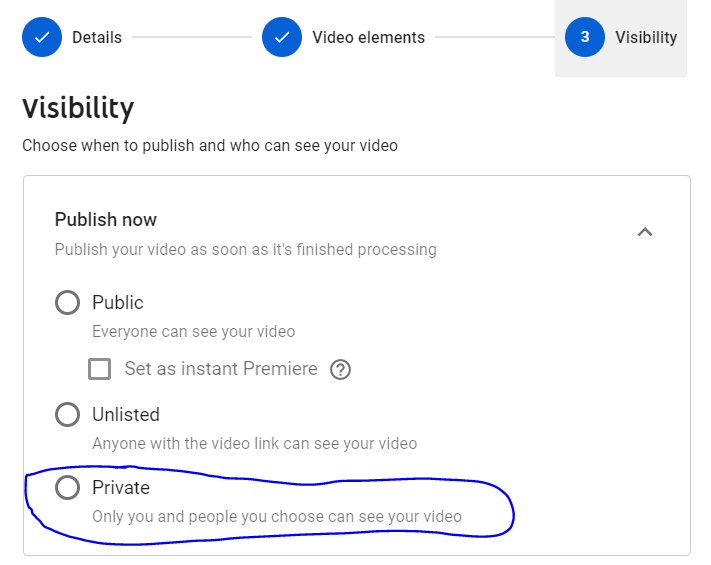 Details Video elements 3 Visibility
Visibility
Choose when to publish and who can see your video
Publish now
Publish your video as soon as it's finished processing
Public
Everyone can see your video
Set as instant Premiere ?
Unlisted
Anyone with the video link can see your video
Private
Only you and people you choose can see your video